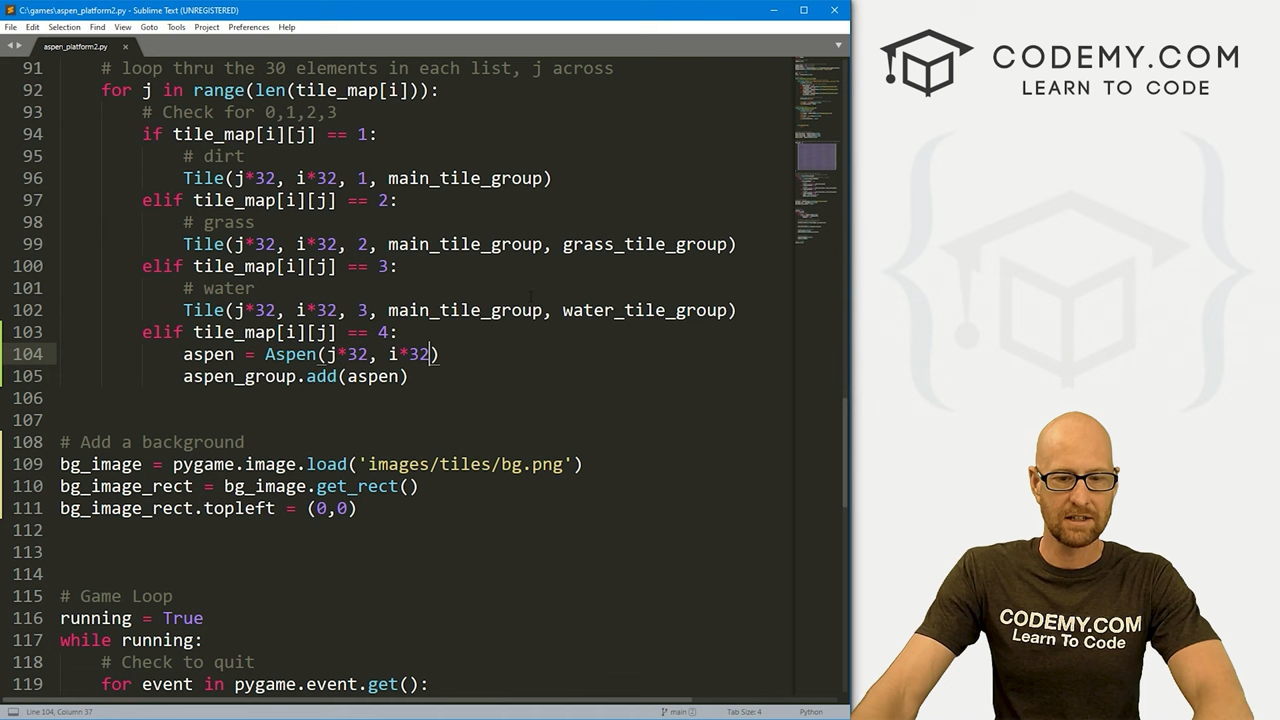 C:\games\aspen_platform2.py - Sublime Text (UNREGISTERED)
File Edit Selection Find View Goto Tools Project Preferences Help
aspen_platform2.py
91 # loop thru the 30 elements in each list, j across
92 for j in range(len(tile_map[i])):
93 # Check for 0,1,2,3
94 if tile_map[i][j] == 1:
95 # dirt
96 Tile(j*32, i*32, 1, main_tile_group)
97 elif tile_map[i][j] == 2:
98 # grass
99 Tile(j*32, i*32, 2, main_tile_group, grass_tile_group)
100 elif tile_map[i][j] == 3:
101 # water
102 Tile(j*32, i*32, 3, main_tile_group, water_tile_group)
103 elif tile_map[i][j] == 4:
104 aspen = Aspen(j*32, i*32)
105 aspen_group.add(aspen)
106
107
108 # Add a background
109 bg_image = pygame.image.load('images/tiles/bg.png')
110 bg_image_rect = bg_image.get_rect()
111 bg_image_rect.topleft = (0,0)
112
113
114
115 # Game Loop
116 running = True
117 while running:
118 # Check to quit
119 for event in pygame.event.get():
Line 104, Column 37
main 2
Tab Size: 4
Python
CODEMY.COM
LEARN TO CODE
CODEMY.COM
Learn To Code